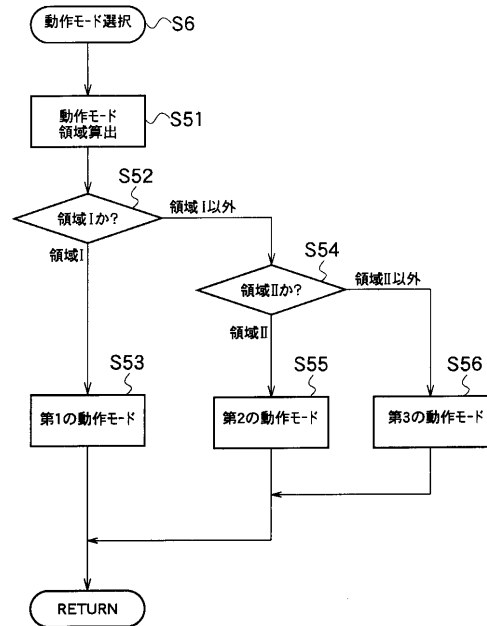 動作モード選択
S6
動作モード
領域算出
S51
S52
領域Iか?
領域I以外
領域I
S54
領域IIか?
領域II以外
領域II
S53
第1の動作モード
S55
第2の動作モード
S56
第3の動作モード
RETURN